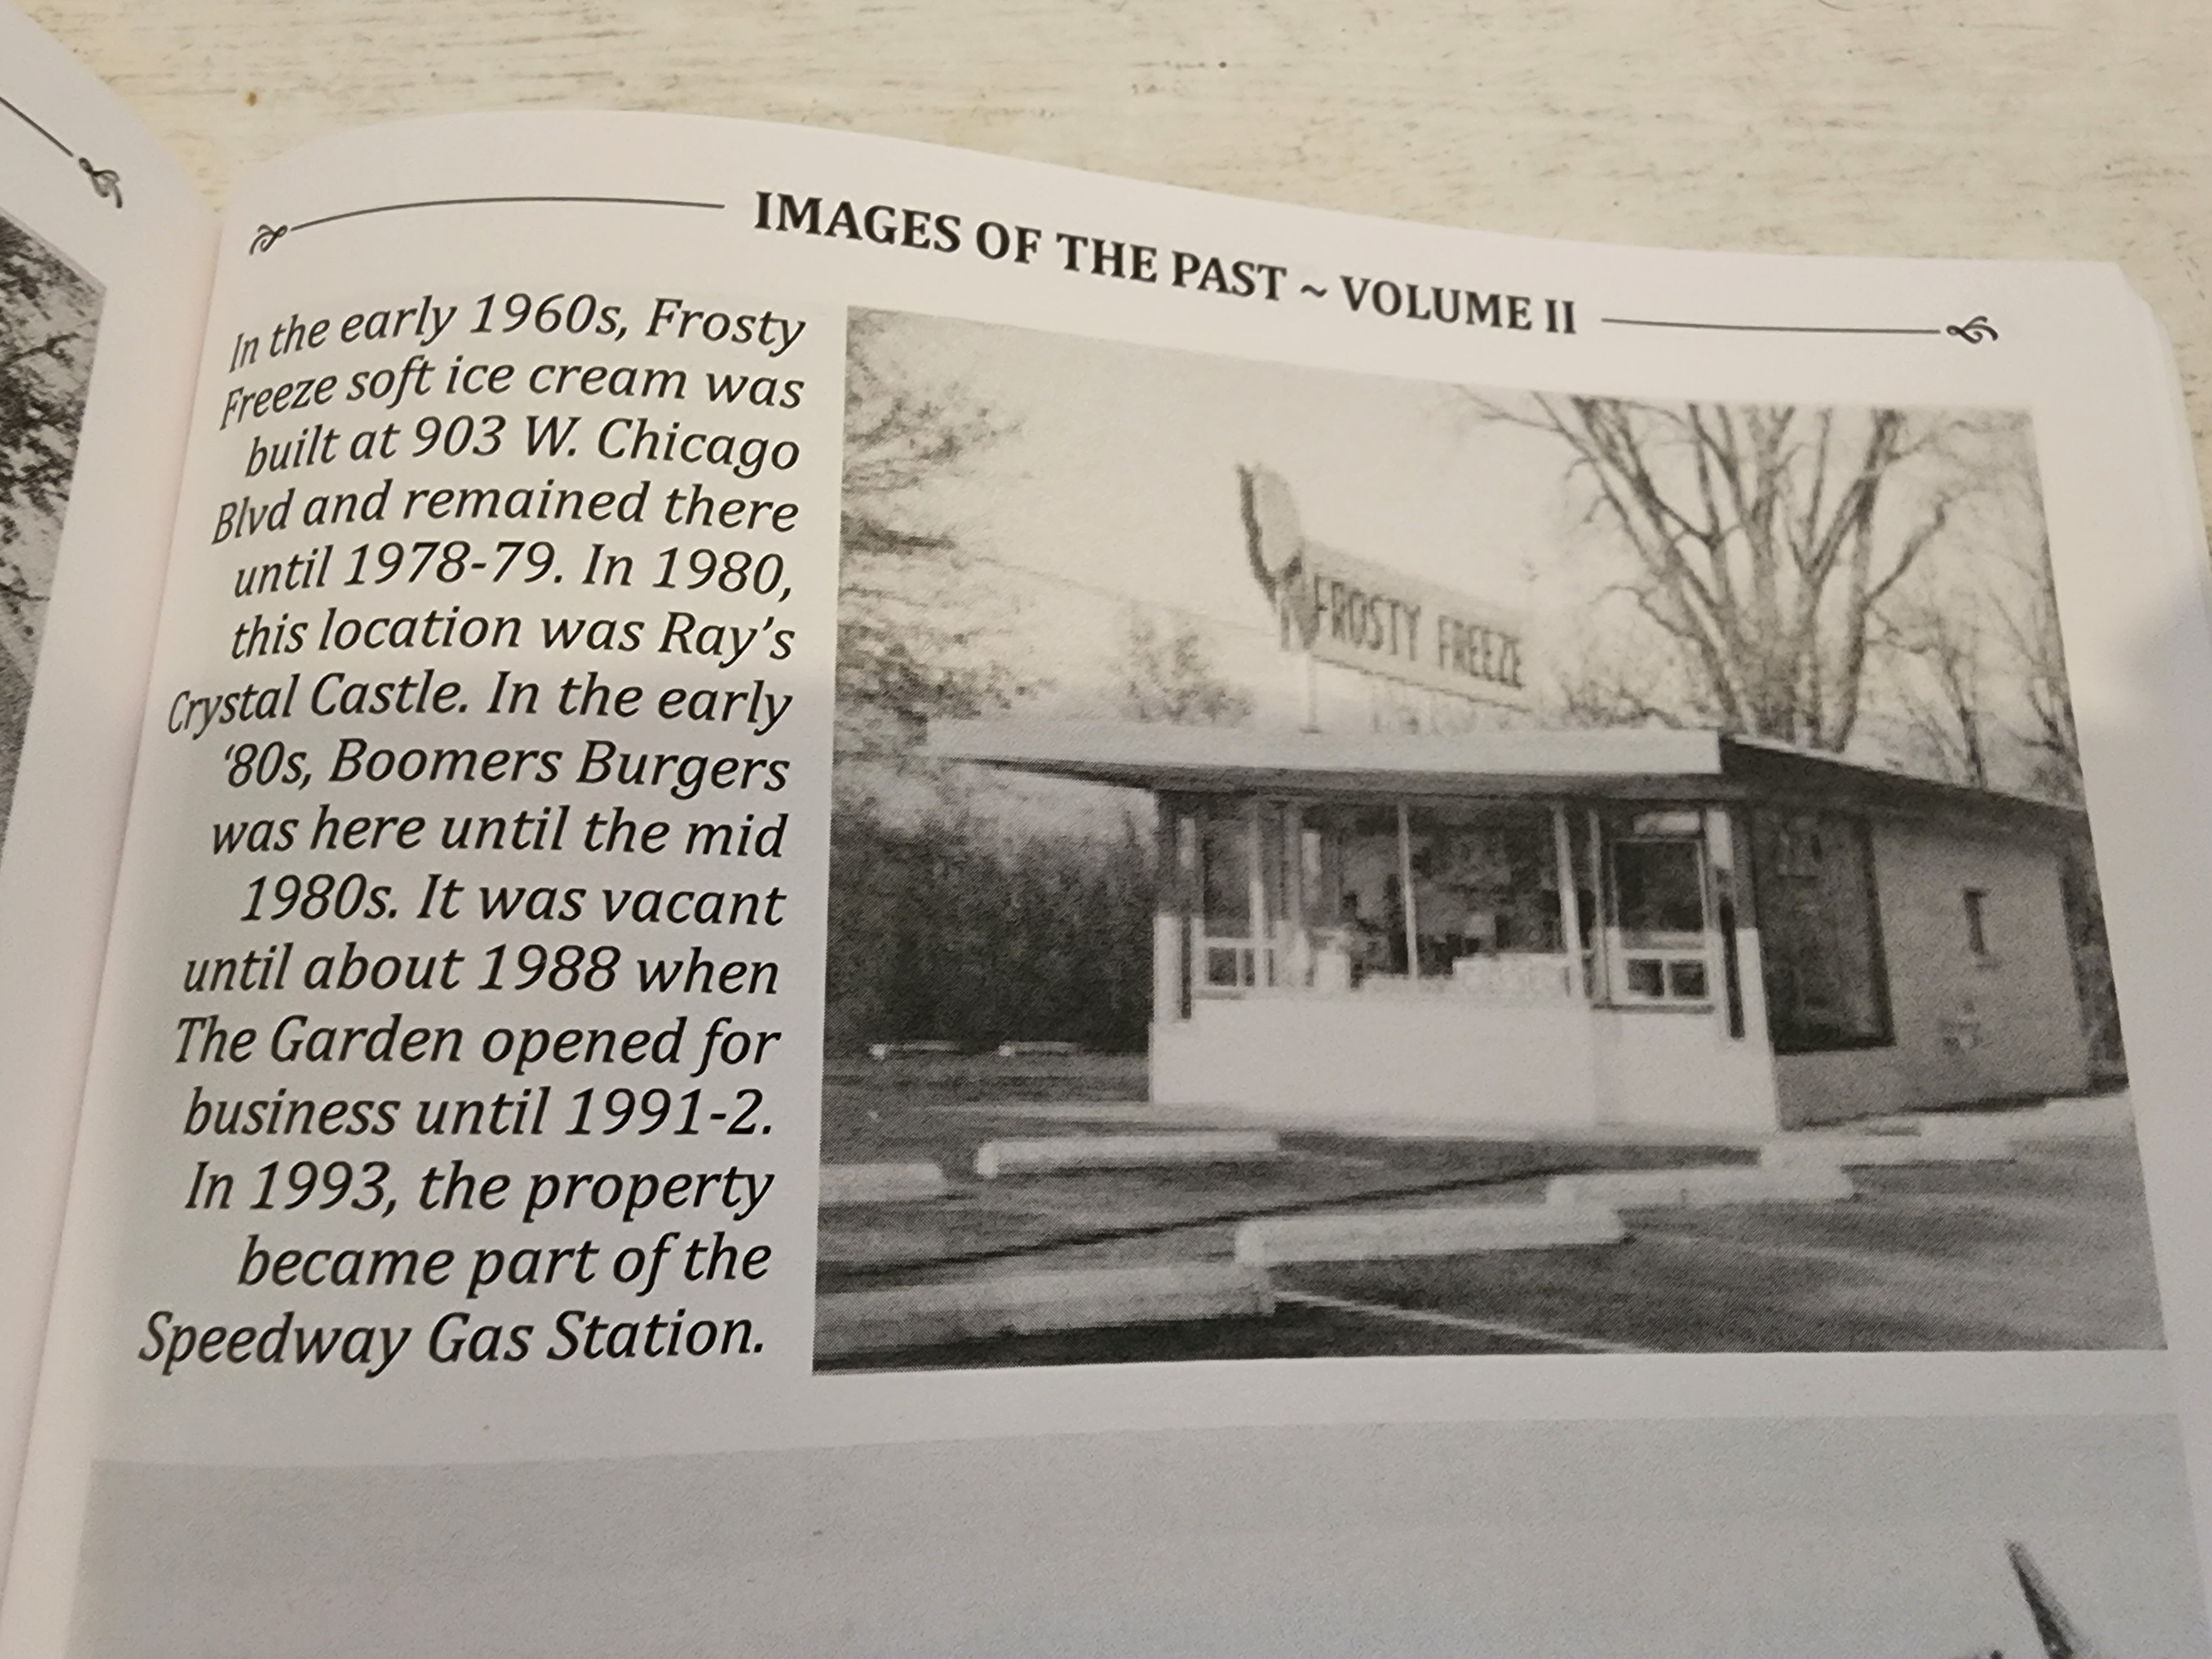 IMAGES OF THE PAST ~ VOLUME II
In the early 1960s, Frosty
Freeze soft ice cream was
built at 903 W. Chicago
Blvd and remained there
until 1978-79. In 1980,
this location was Ray's
Crystal Castle. In the early
‘80s, Boomers Burgers
was here until the mid
1980s. It was vacant
until about 1988 when
The Garden opened for
business until 1991-2.
In 1993, the property
became part of the
Speedway Gas Station.
FROSTY FREEZE